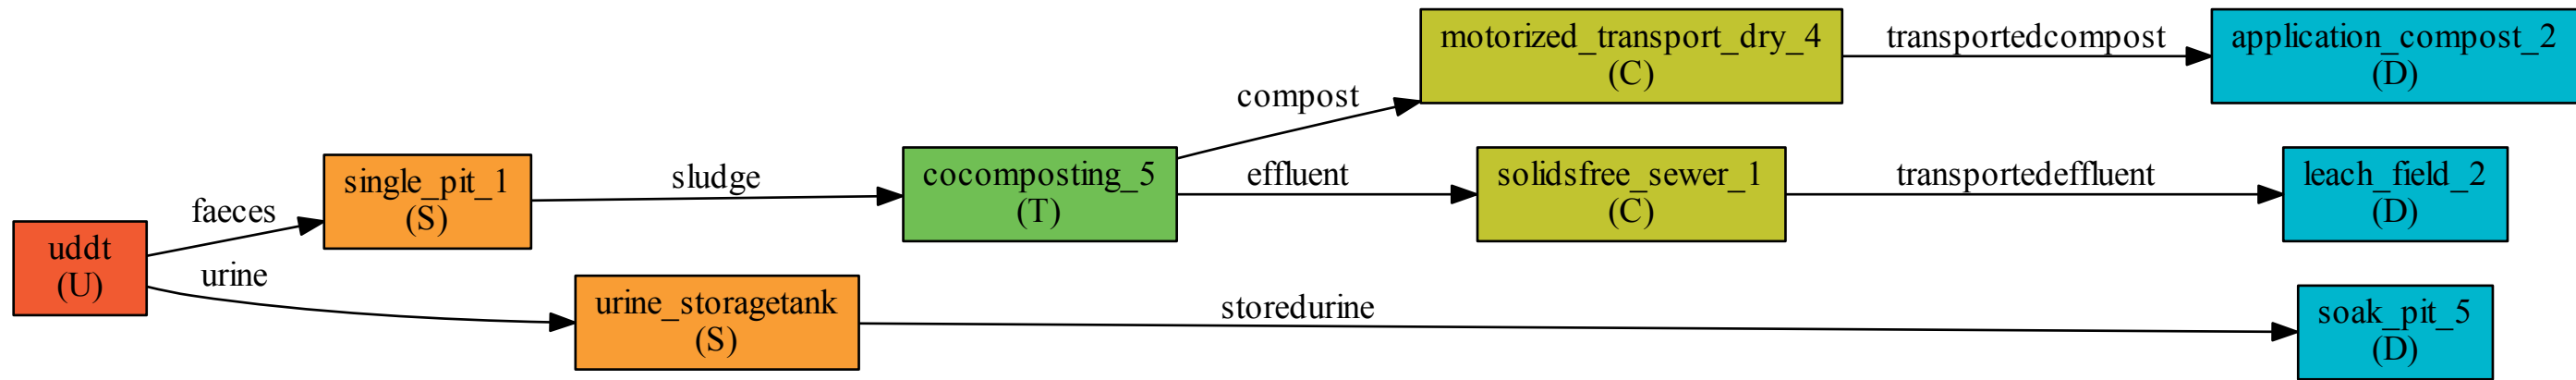 uddt
(U)
faeces
urine
single_pit_1
(S)
urine_storagetank
(S)
sludge
storedurine
cocomposting_5
(T)
compost
effluent
motorized_transport_dry_4
(C)
solidsfree_sewer_1
(C)
transportedcompost
transportedeffluent
application_compost_2
(D)
leach_field_2
(D)
soak_pit_5
(D)